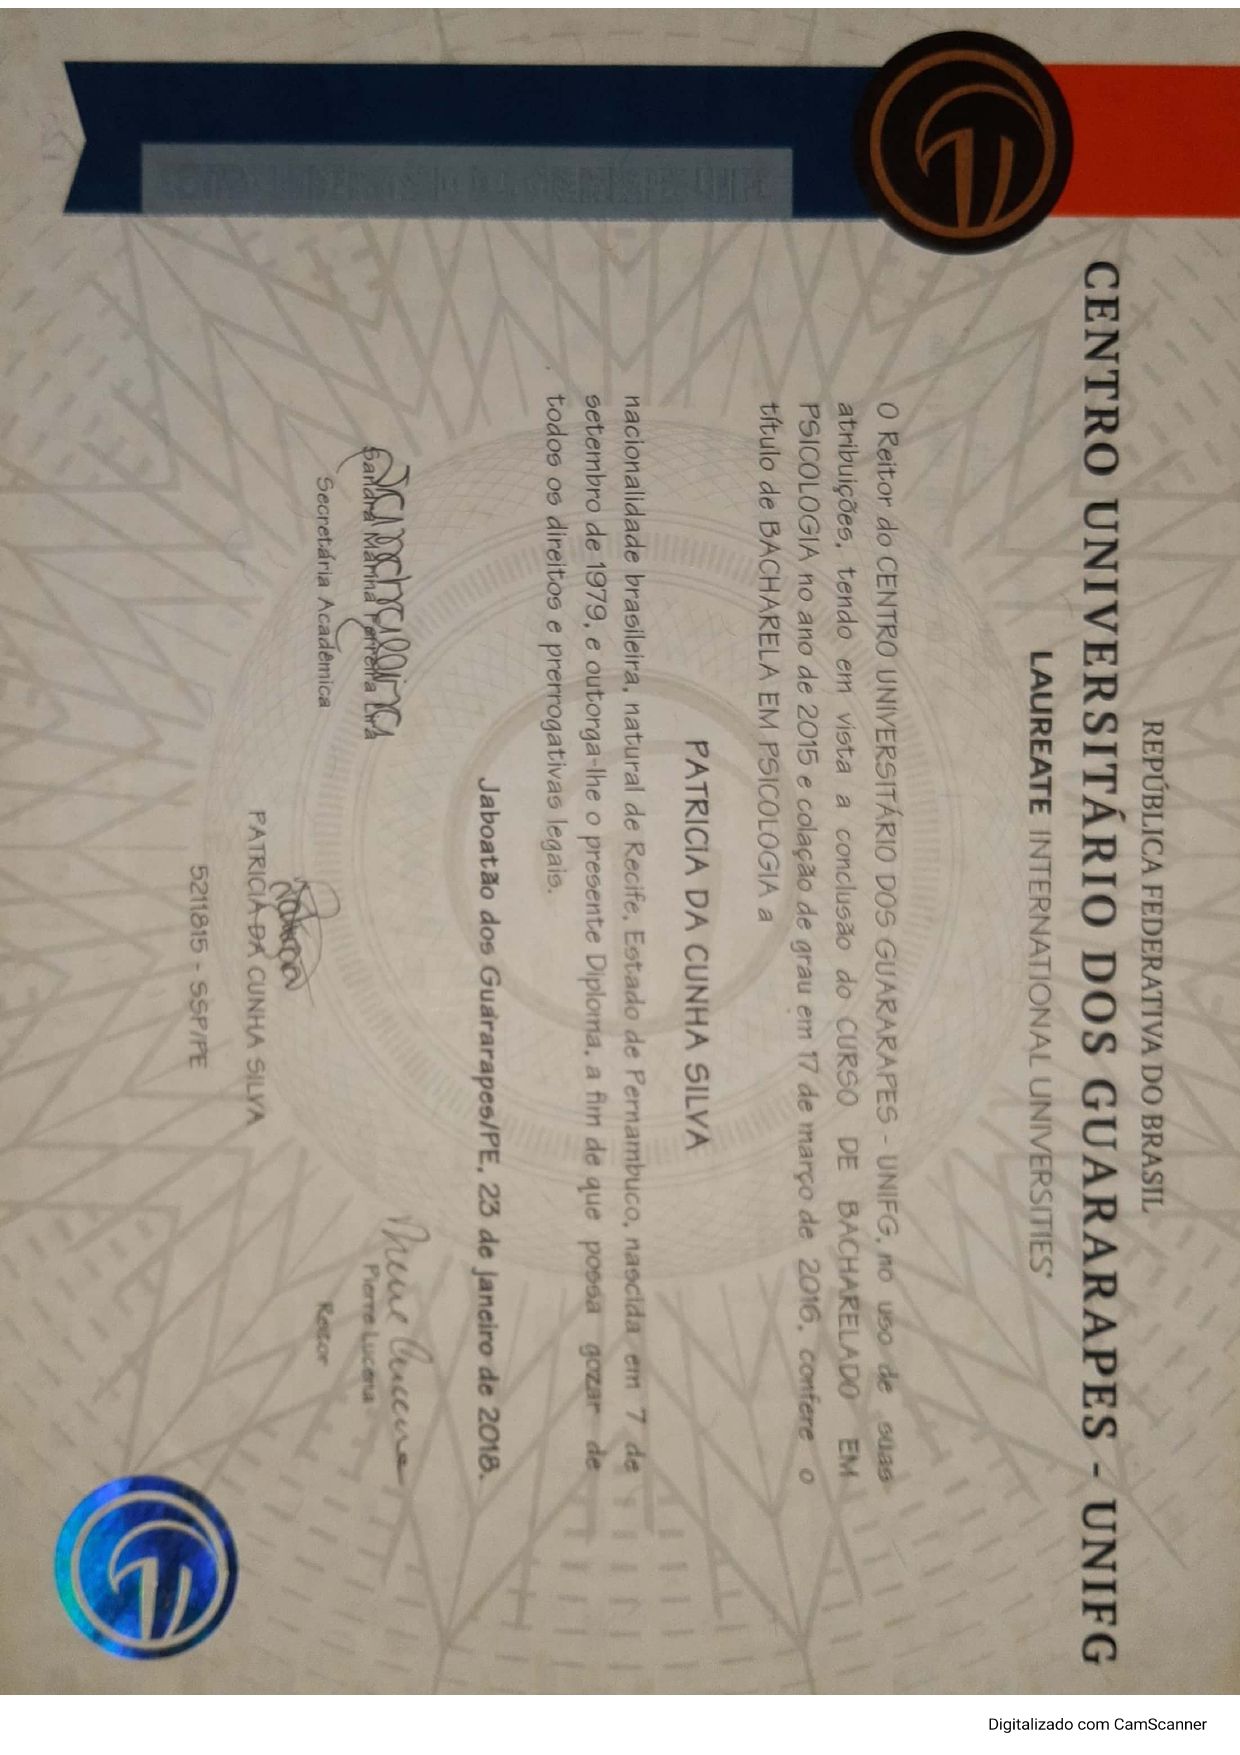 REPÚBLICA FEDERATIVA DO BRASIL
CENTRO UNIVERSITÁRIO DOS GUARARAPES - UNIFG
LAUREATE INTERNATIONAL UNIVERSITIES®
O Reitor do CENTRO UNIVERSITÁRIO DOS GUARARAPES - UNIFG, no uso de suas
atribuições, tendo em vista a conclusão do CURSO DE BACHARELADO EM
PSICOLOGIA no ano de 2015 e colação de grau em 17 de março de 2016, confere o
título de BACHARELA EM PSICOLOGIA a
PATRICIA DA CUNHA SILVA
nacionalidade brasileira, natural de Recife, Estado de Pernambuco, nascida em 7 de
setembro de 1979, e outorga-lhe o presente Diploma, a fim de que possa gozar de
todos os direitos e prerrogativas legais.
Jaboatão dos Guararapes/PE, 23 de janeiro de 2018.
Sandra Marina Ferreira Lira
Secretária Acadêmica
Pierre Lucena
Reitor
PATRICIA DA CUNHA SILVA
5211815 - SSP/PE
Digitalizado com CamScanner